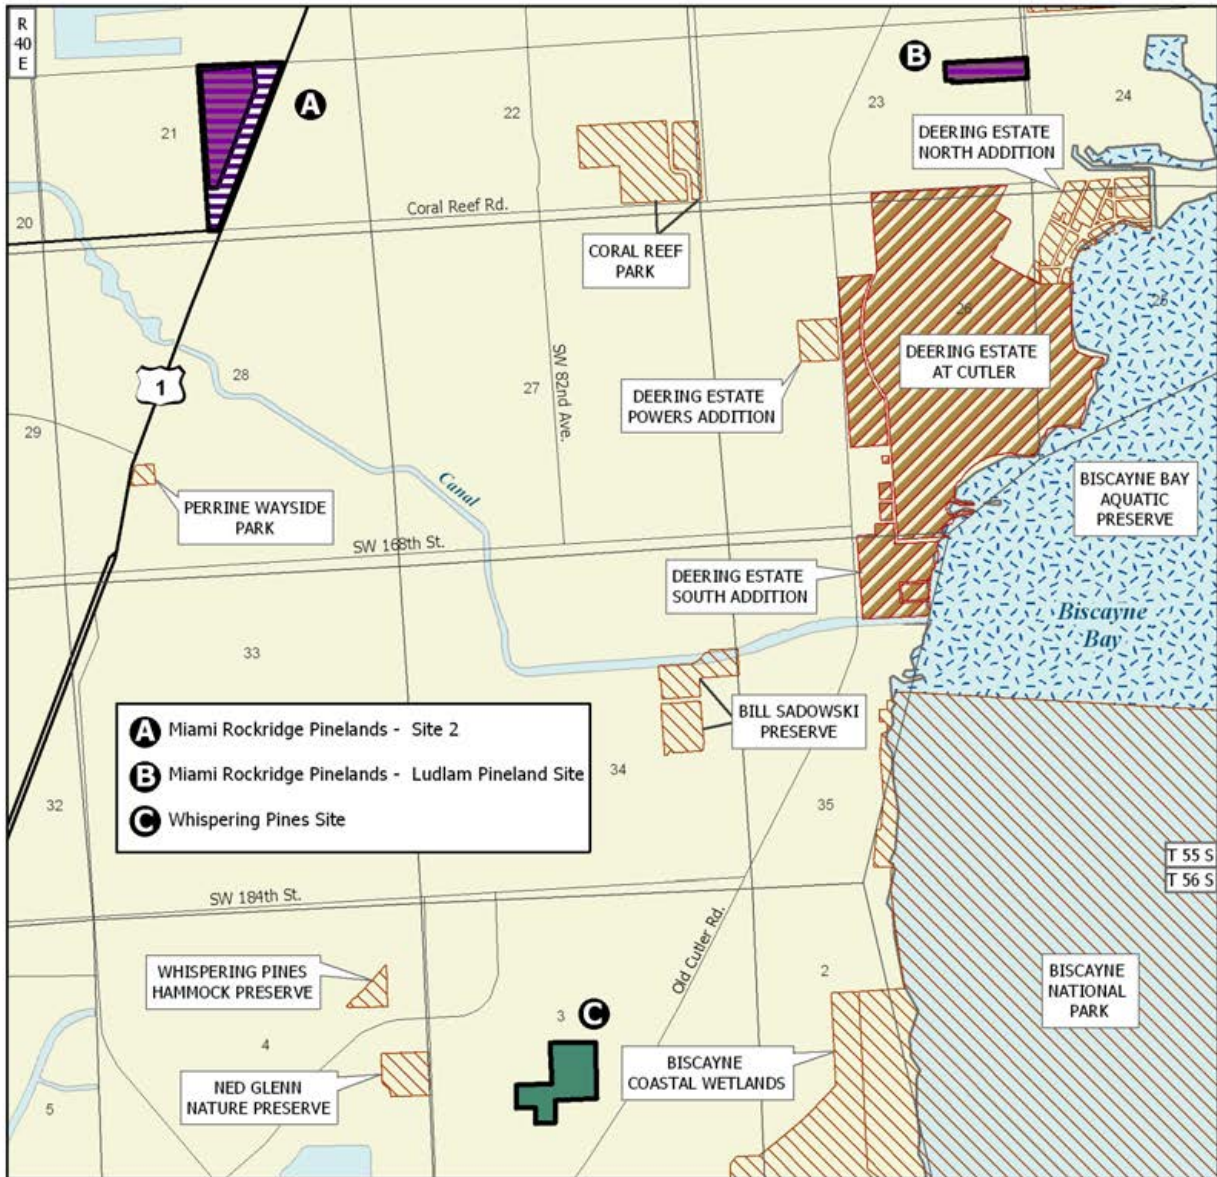 R
40
E
A
B
21
22
23
24
DEERING ESTATE
NORTH ADDITION
20
Coral Reef Rd.
CORAL REEF
PARK
25
26
DEERING ESTATE
AT CUTLER
28
1
27
SW 82nd Ave.
DEERING ESTATE
POWERS ADDITION
29
PERRINE WAYSIDE
PARK
Canal
BISCAYNE BAY
AQUATIC
PRESERVE
SW 168th St.
DEERING ESTATE
SOUTH ADDITION
Biscayne
Bay
33
BILL SADOWSKI
PRESERVE
A Miami Rockridge Pinelands - Site 2
B Miami Rockridge Pinelands - Ludlam Pineland Site
C Whispering Pines Site
34
35
32
T 55 S
T 56 S
SW 184th St.
Old Cutler Rd.
WHISPERING PINES
HAMMOCK PRESERVE
2
BISCAYNE
NATIONAL
PARK
3
C
4
BISCAYNE
COASTAL WETLANDS
NED GLENN
NATURE PRESERVE
5